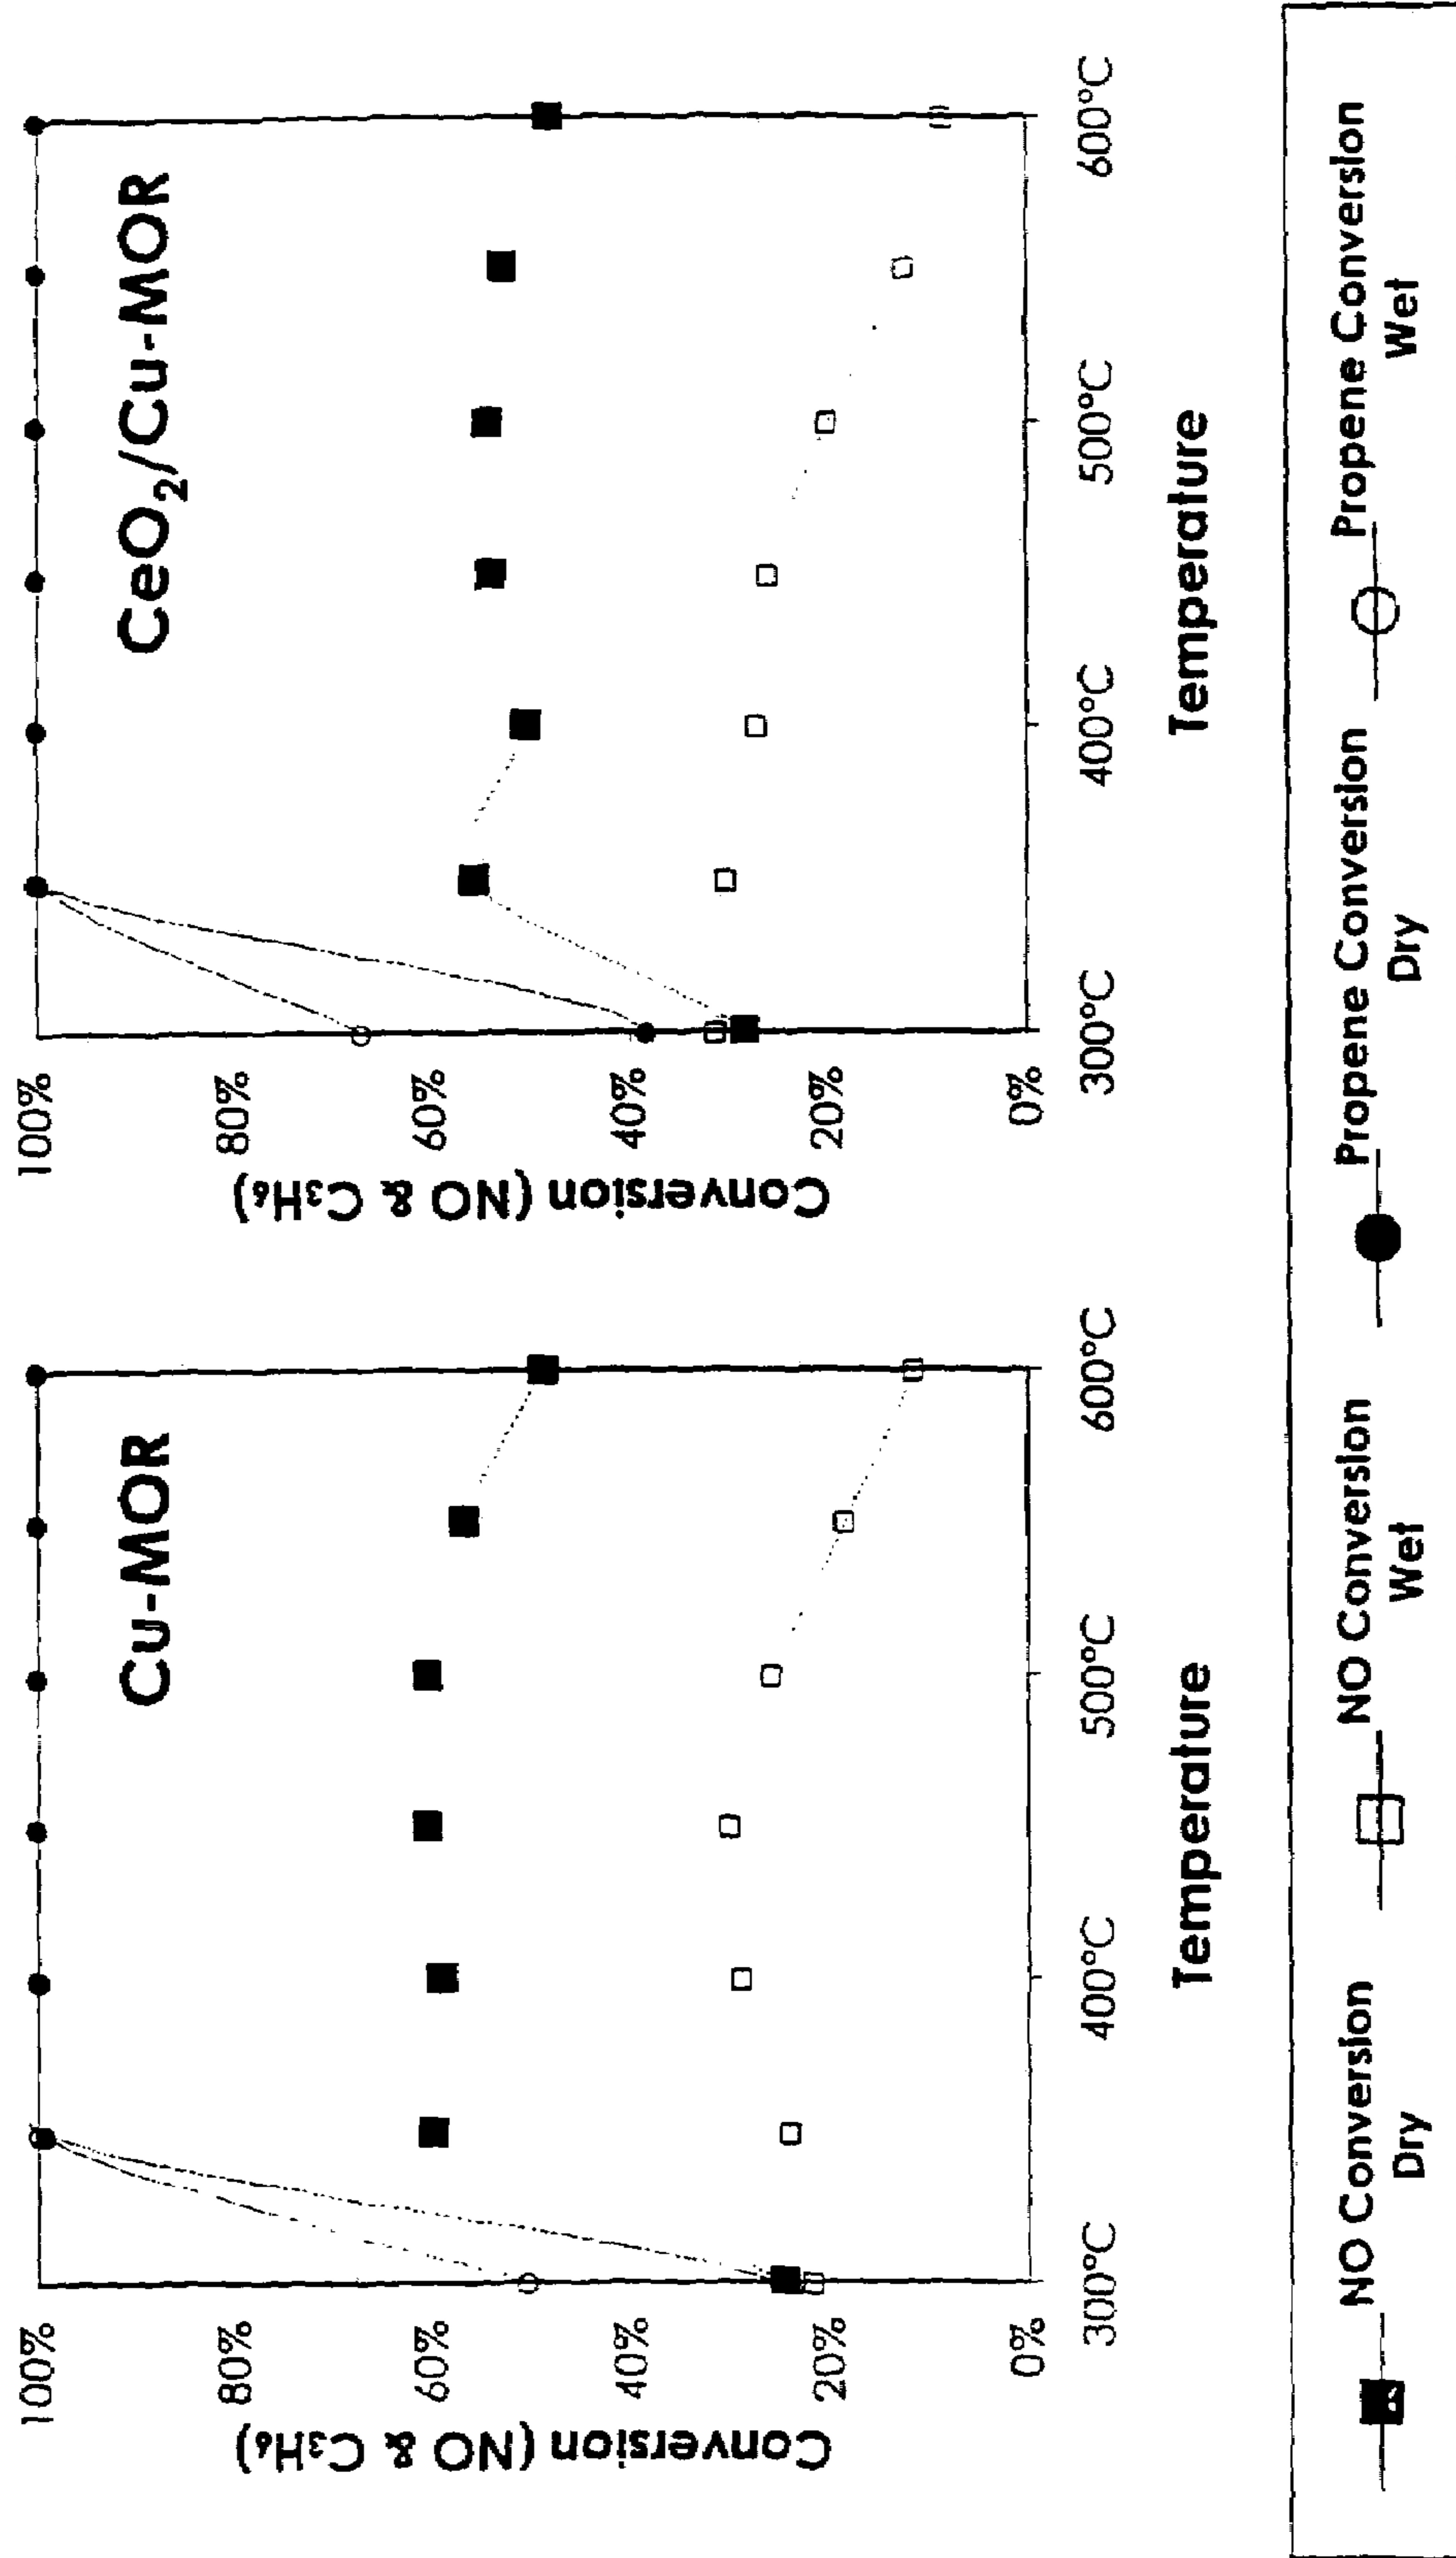 Cu-MOR
100%
80%
60%
40%
20%
0%
Conversion (NO & C₃H₆)
300°C
400°C
500°C
600°C
Temperature
CeO₂/Cu-MOR
100%
80%
60%
40%
20%
0%
Conversion (NO & C₃H₆)
300°C
400°C
500°C
600°C
Temperature
NO Conversion
Dry
NO Conversion
Wet
Propene Conversion
Dry
Propene Conversion
Wet